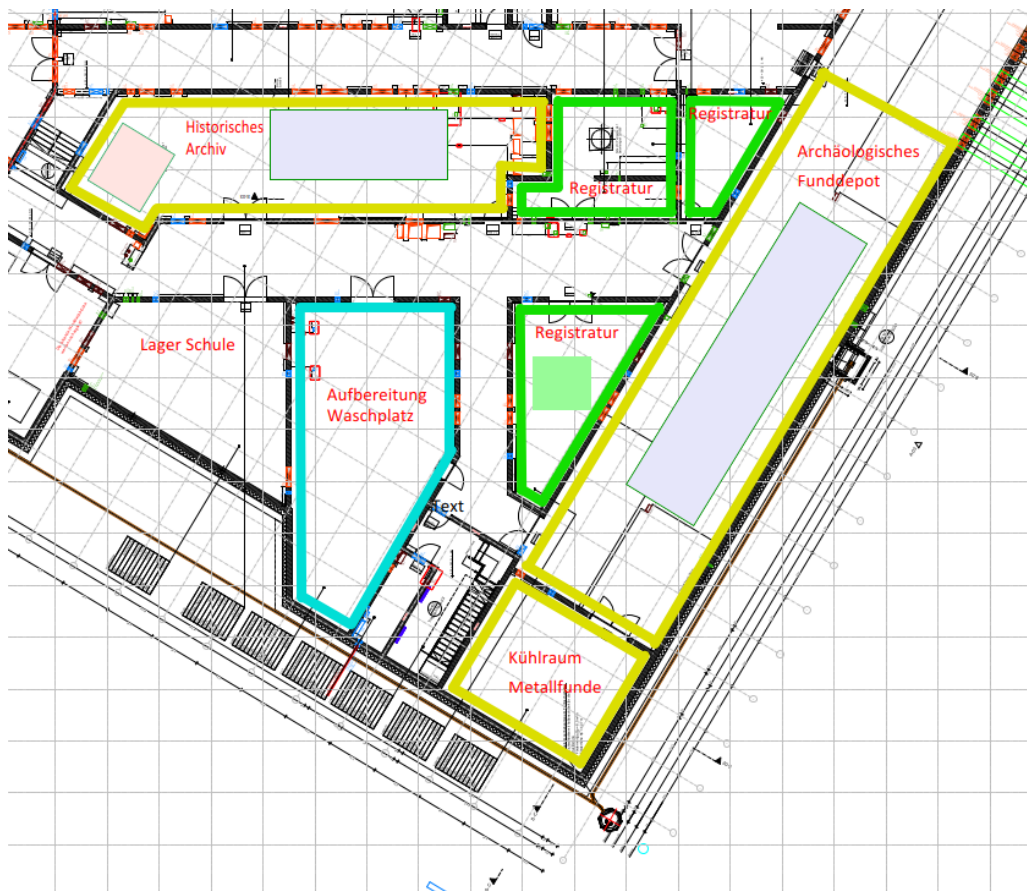 Historisches
Archiv
Registratur
Registratur
Archäologisches
Funddepot
Lager Schule
Registratur
Aufbereitung
Waschplatz
Text
Kühlraum
Metallfunde